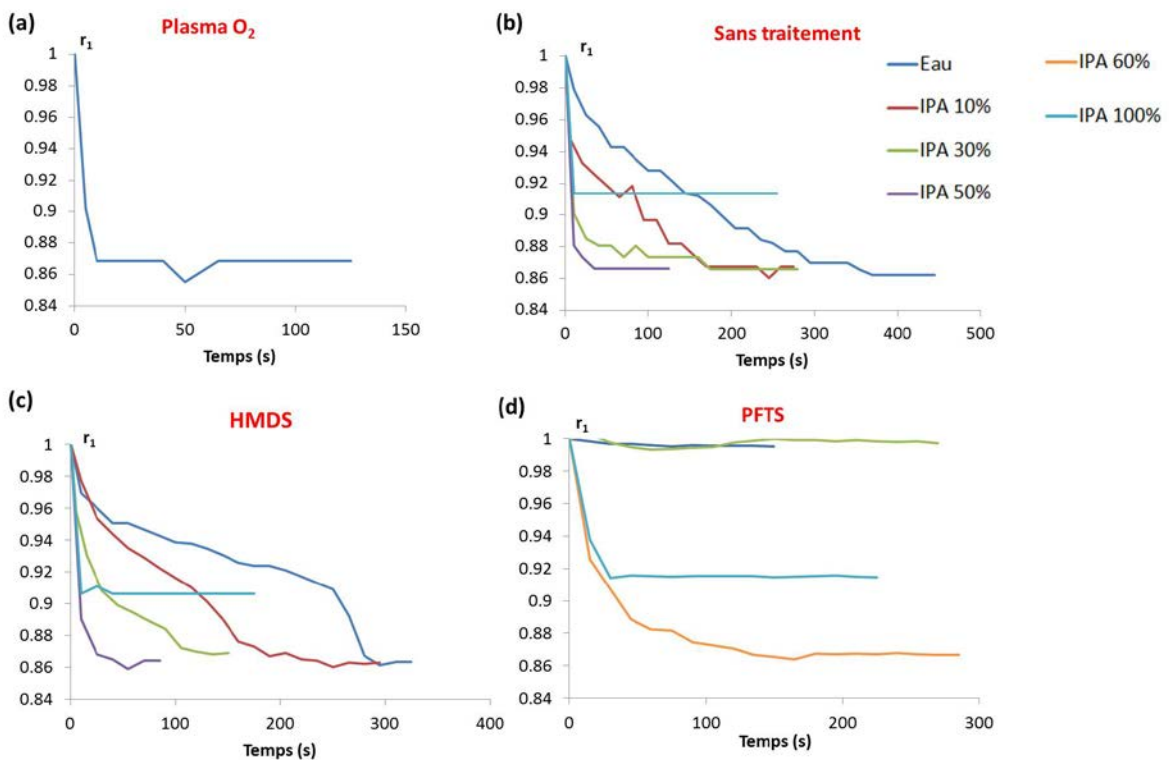 (a)
Plasma O₂
r₁
1
0.98
0.96
0.94
0.92
0.9
0.88
0.86
0.84
0
50
100
150
Temps (s)
(b)
Sans traitement
r₁
1
0.98
0.96
0.94
0.92
0.9
0.88
0.86
0.84
0
100
200
300
400
500
Temps (s)
Eau
IPA 10%
IPA 30%
IPA 50%
IPA 60%
IPA 100%
(c)
HMDS
r₁
1
0.98
0.96
0.94
0.92
0.9
0.88
0.86
0.84
0
100
200
300
400
Temps (s)
(d)
PFTS
r₁
1
0.98
0.96
0.94
0.92
0.9
0.88
0.86
0.84
0
100
200
300
Temps (s)